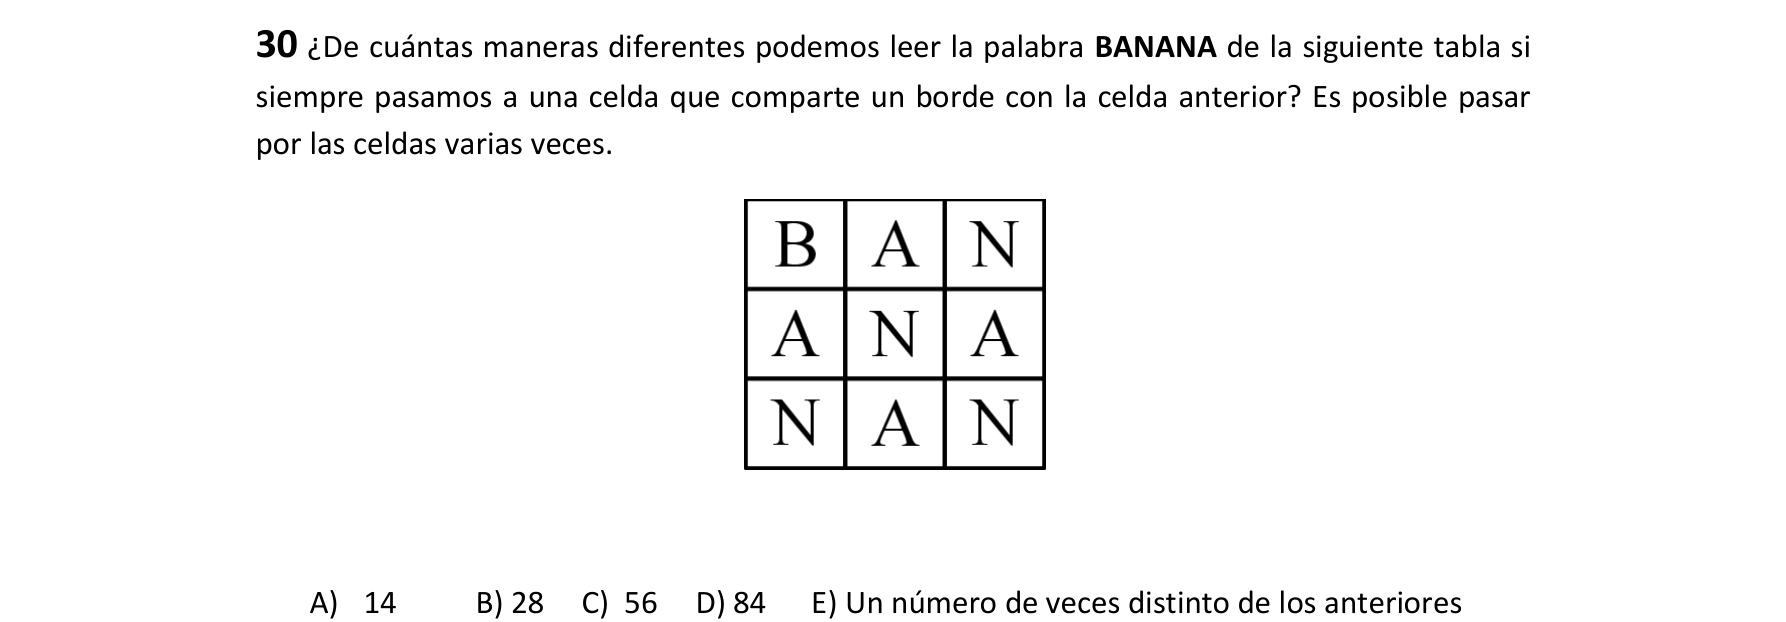 30 ¿De cuántas maneras diferentes podemos leer la palabra BANANA de la siguiente tabla si
siempre pasamos a una celda que comparte un borde con la celda anterior? Es posible pasar
por las celdas varias veces.
B A N
A N A
N A N
A) 14 B) 28 C) 56 D) 84 E) Un número de veces distinto de los anteriores